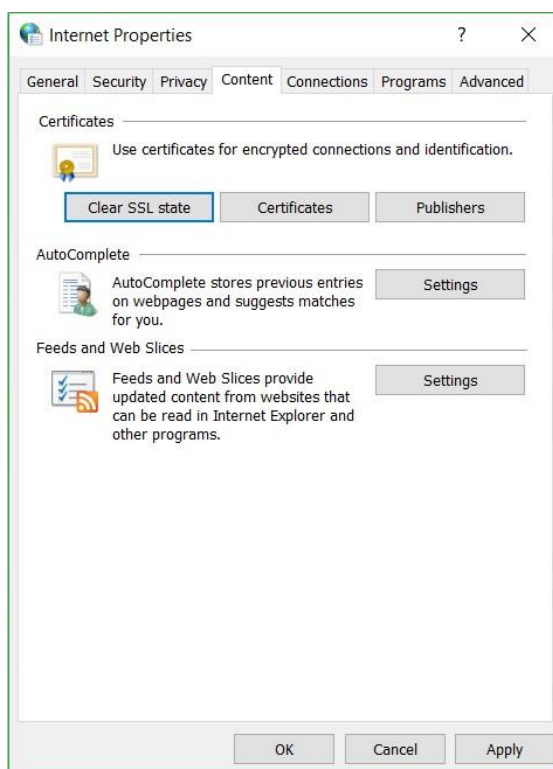 Internet Properties
?
General Security Privacy Content Connections Programs Advanced
Certificates
Use certificates for encrypted connections and identification.
Clear SSL state Certificates Publishers
AutoComplete
AutoComplete stores previous entries
on webpages and suggests matches
for you.
Settings
Feeds and Web Slices
Feeds and Web Slices provide
updated content from websites that
can be read in Internet Explorer and
other programs.
Settings
OK Cancel Apply